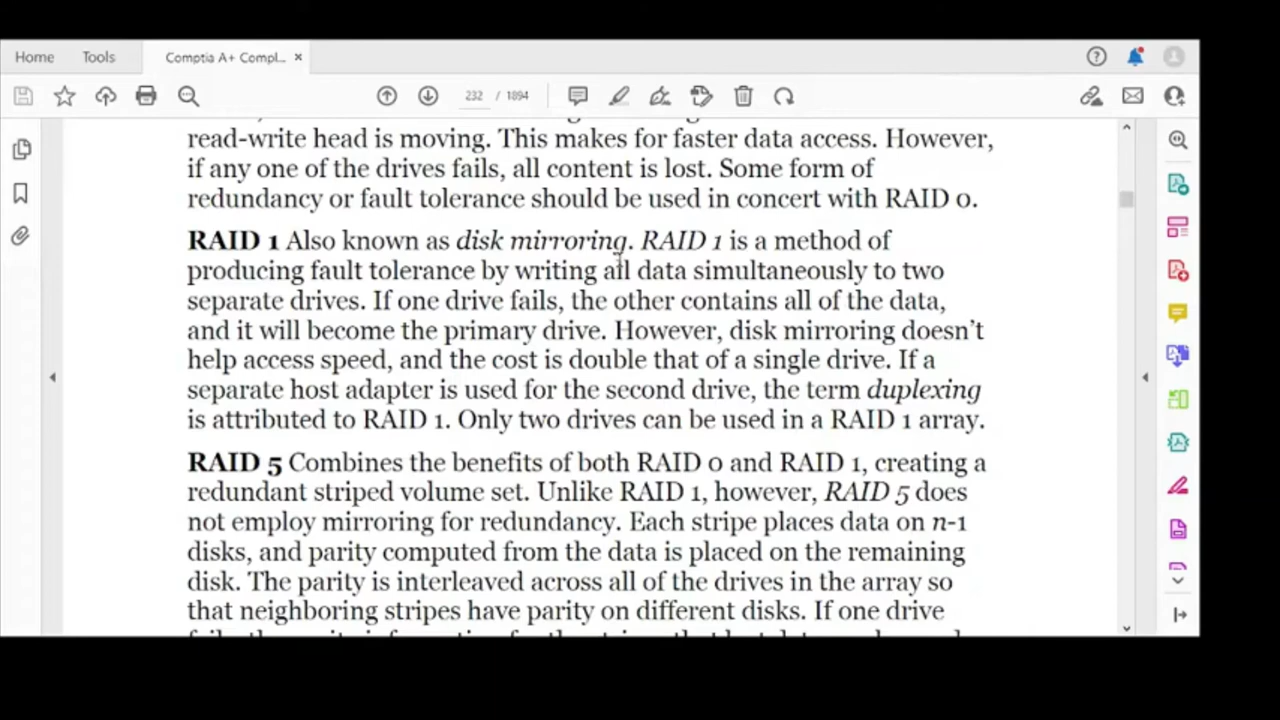 Home Tools Comptia A+ Compl... ×
232 / 1894
read-write head is moving. This makes for faster data access. However,
if any one of the drives fails, all content is lost. Some form of
redundancy or fault tolerance should be used in concert with RAID 0.
RAID 1 Also known as disk mirroring. RAID 1 is a method of
producing fault tolerance by writing all data simultaneously to two
separate drives. If one drive fails, the other contains all of the data,
and it will become the primary drive. However, disk mirroring doesn’t
help access speed, and the cost is double that of a single drive. If a
separate host adapter is used for the second drive, the term duplexing
is attributed to RAID 1. Only two drives can be used in a RAID 1 array.
RAID 5 Combines the benefits of both RAID 0 and RAID 1, creating a
redundant striped volume set. Unlike RAID 1, however, RAID 5 does
not employ mirroring for redundancy. Each stripe places data on n-1
disks, and parity computed from the data is placed on the remaining
disk. The parity is interleaved across all of the drives in the array so
that neighboring stripes have parity on different disks. If one drive